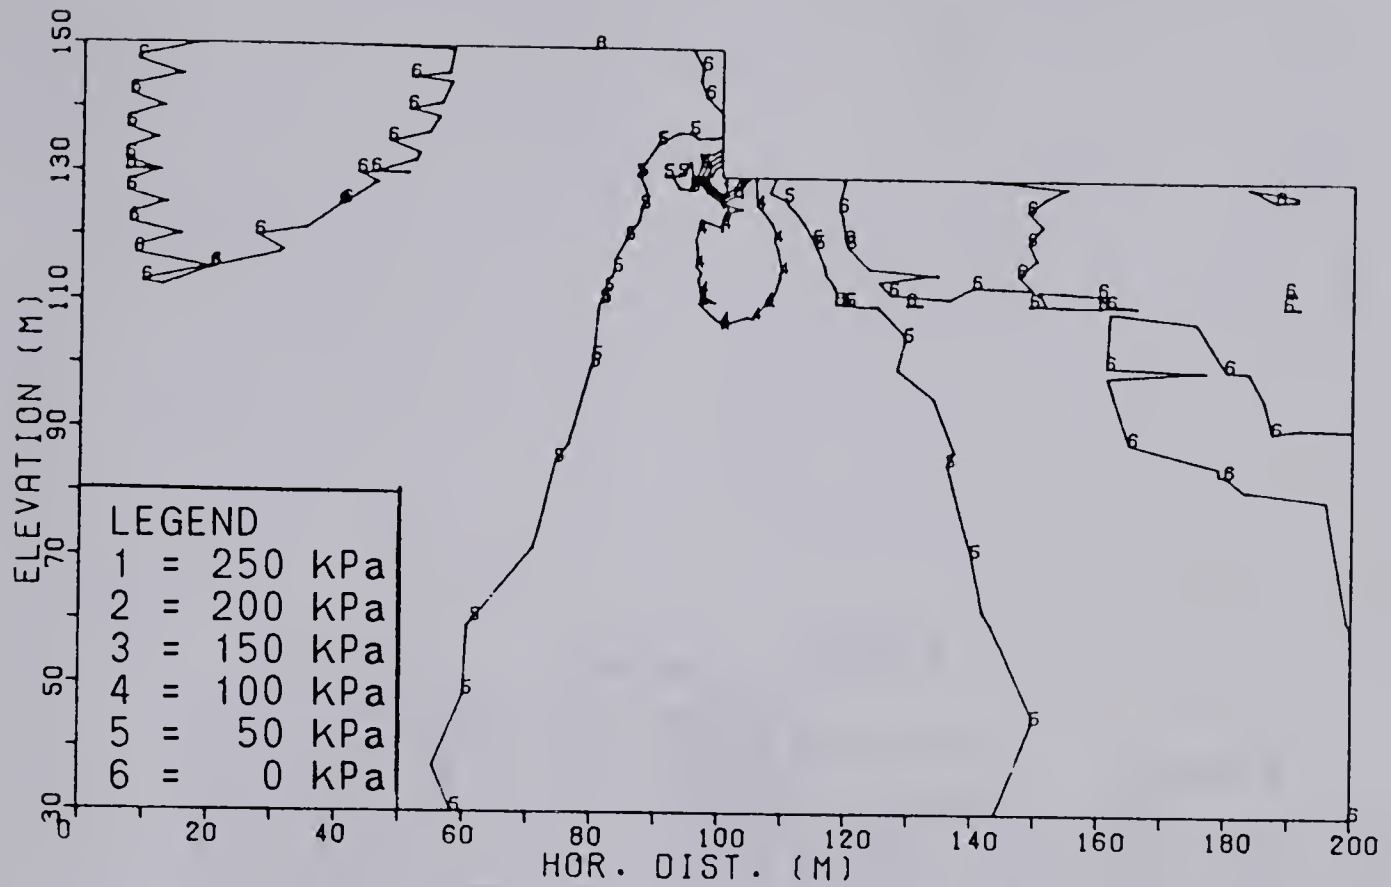 150
130
110
90
70
50
30
ELEVATION (M)
LEGEND
1 = 250 KPa
2 = 200 KPa
3 = 150 KPa
4 = 100 KPa
5 = 50 KPa
6 = 0 KPa
0 20 40 60 80 100 120 140 160 180 200
HOR. DIST. (M)